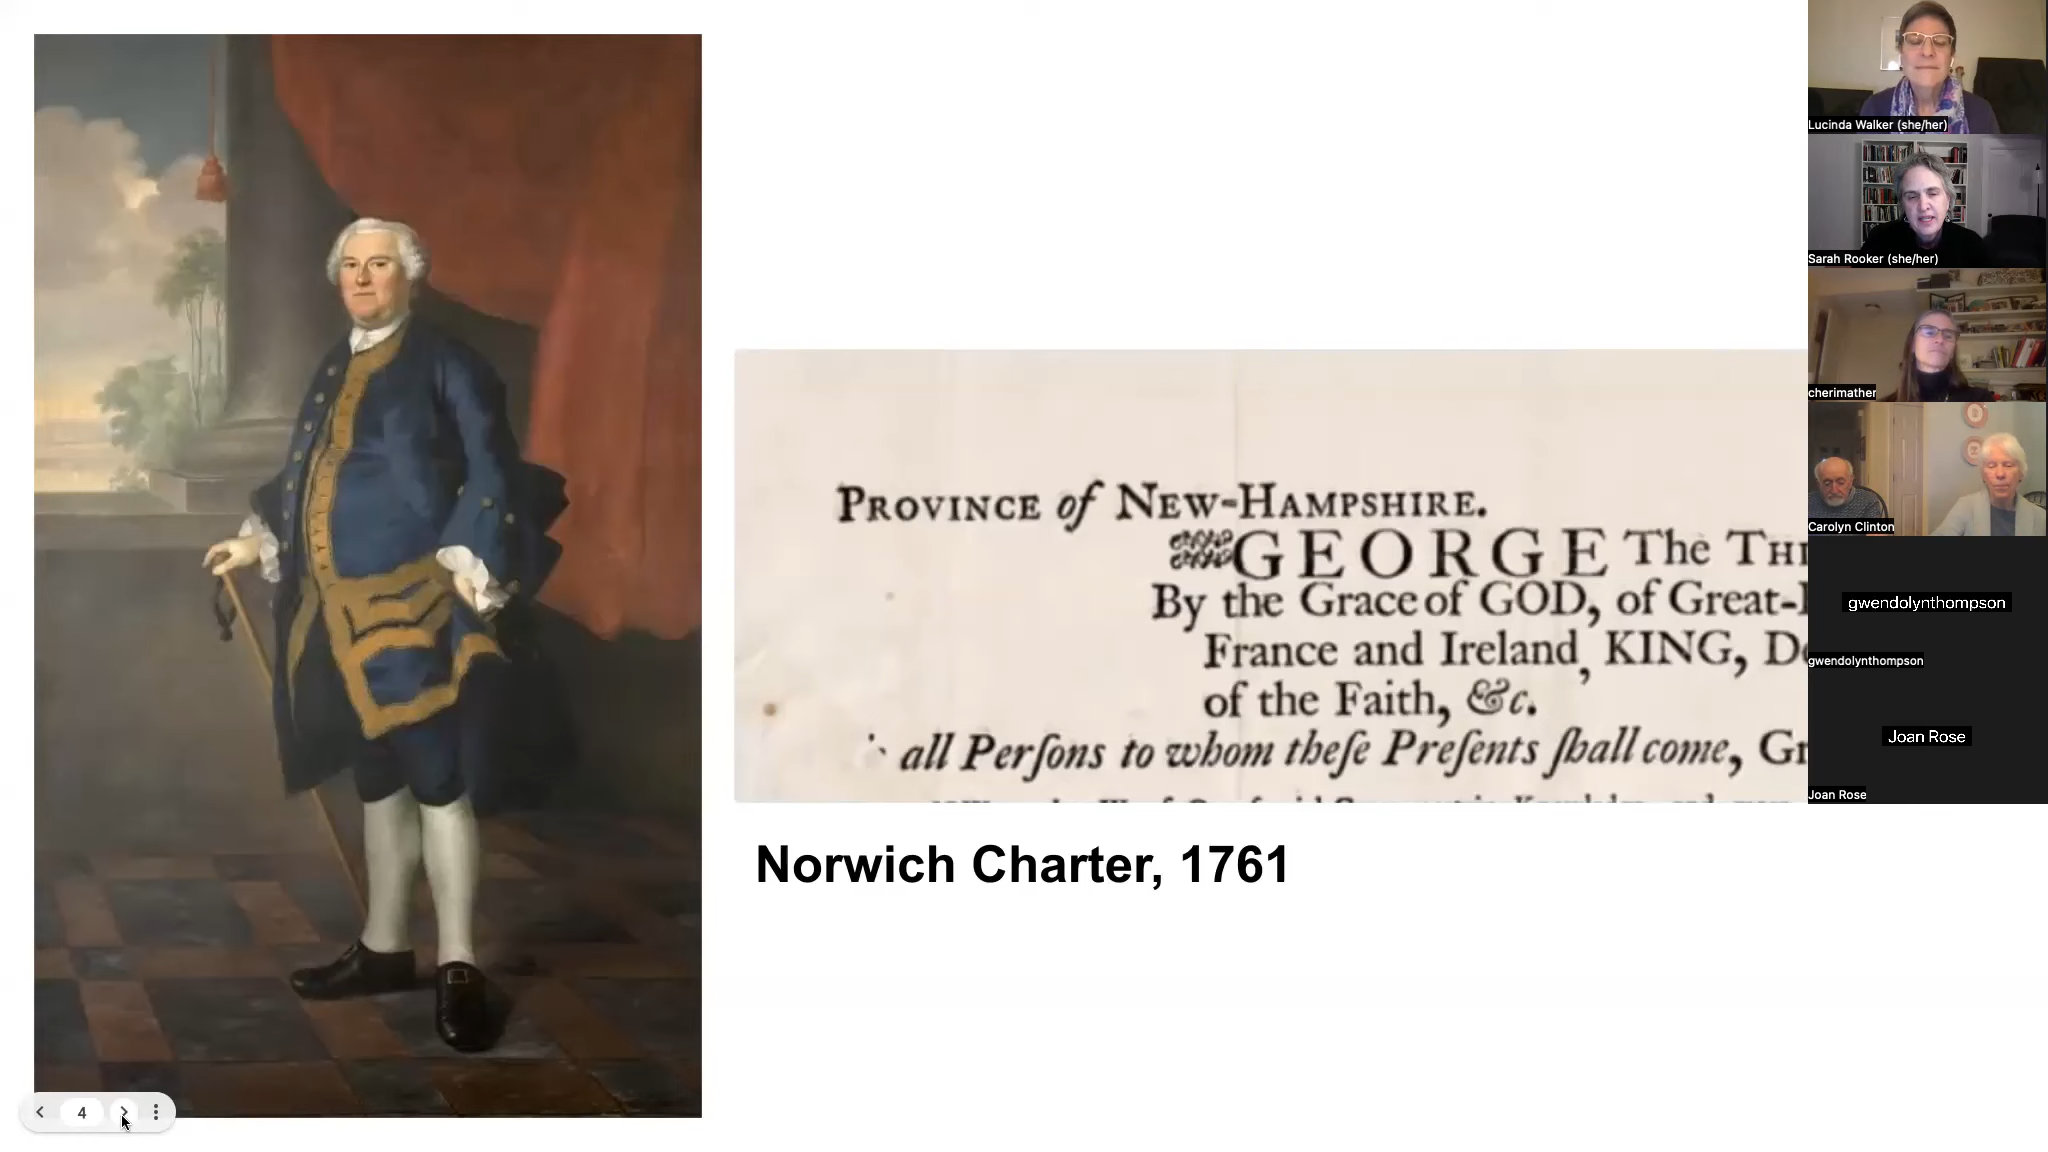 PROVINCE of NEW-HAMPSHIRE.
GEORGE The
By the Grace of GOD, of Great-
France and Ireland, KING,
of the Faith, &c.
all Perſons to whom theſe Preſents ſhall come,
Norwich Charter, 1761
4
Lucinda Walker (she/her)
Sarah Rooker (she/her)
cherimather
Carolyn Clinton
gwendolynthompson
gwendolynthompson
Joan Rose
Joan Rose